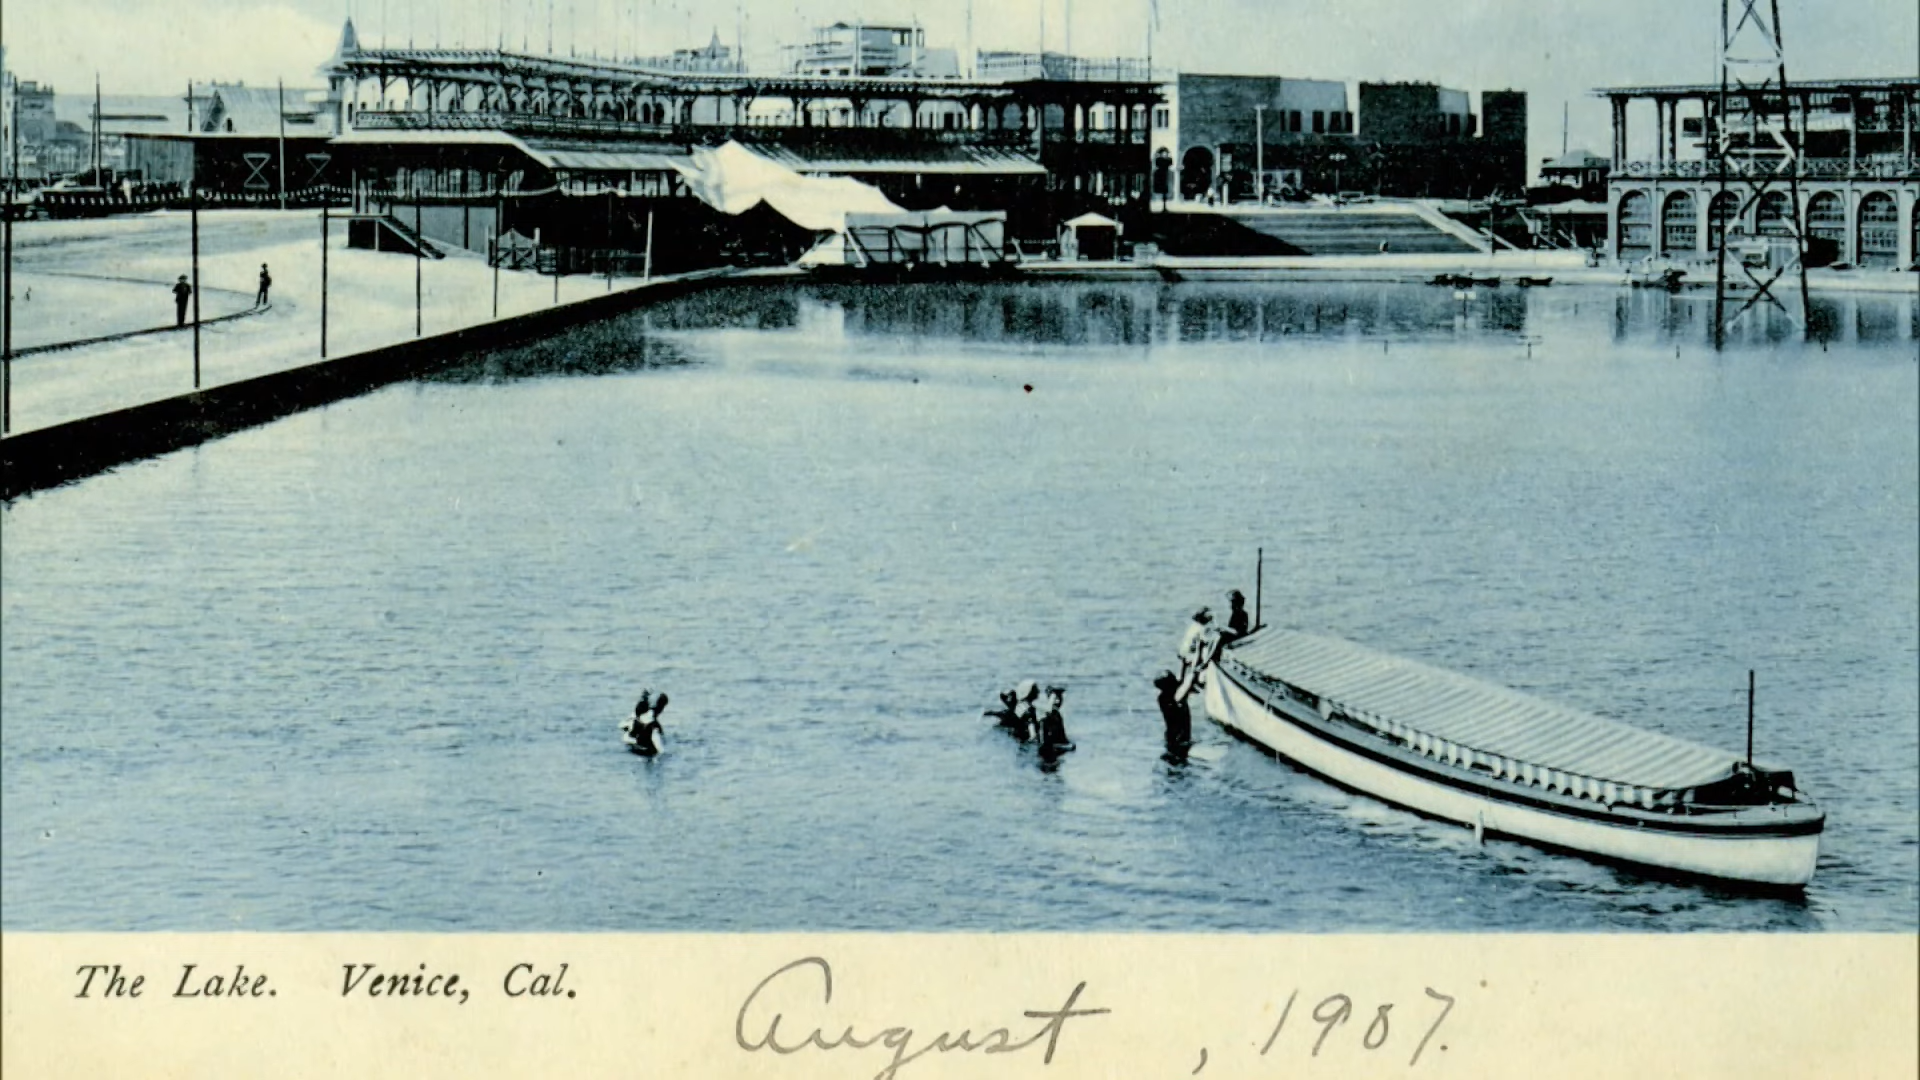 The Lake. Venice, Cal.
August, 1907.